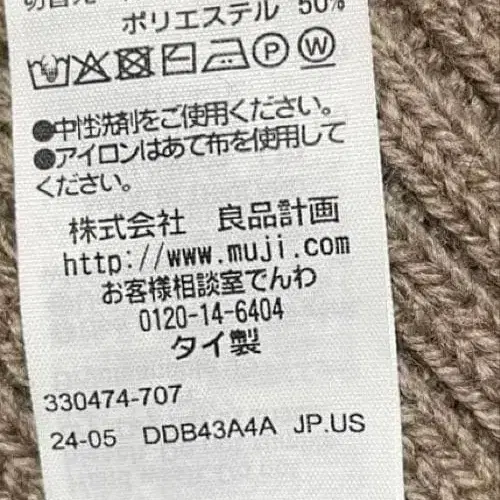 ポリエステル 50%
P W
●中性洗剤をご使用ください。
●アイロンはあて布を使用して
ください。
株式会社 良品計画
http://www.muji.com
お客様相談室でんわ
0120-14-6404
タイ製
330474-707
24-05 DDB43A4A JP.US